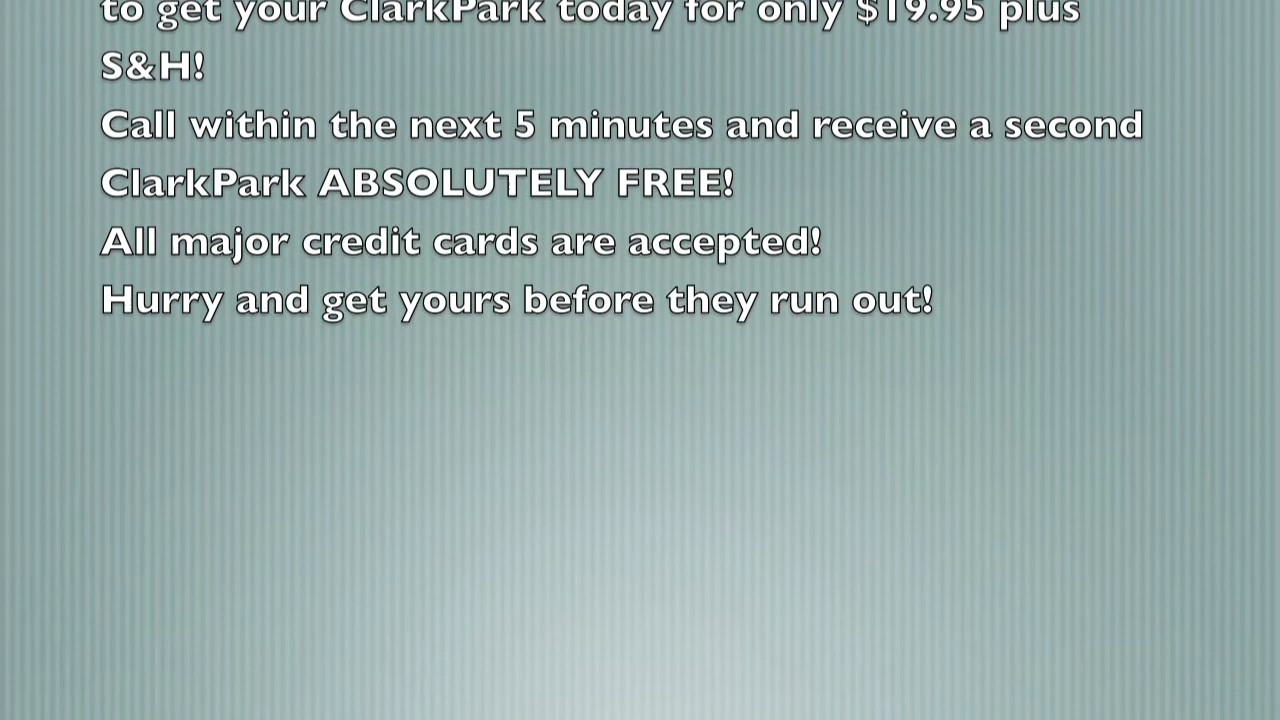 to get your ClarkPark today for only $19.95 plus
S&H!
Call within the next 5 minutes and receive a second
ClarkPark ABSOLUTELY FREE!
All major credit cards are accepted!
Hurry and get yours before they run out!